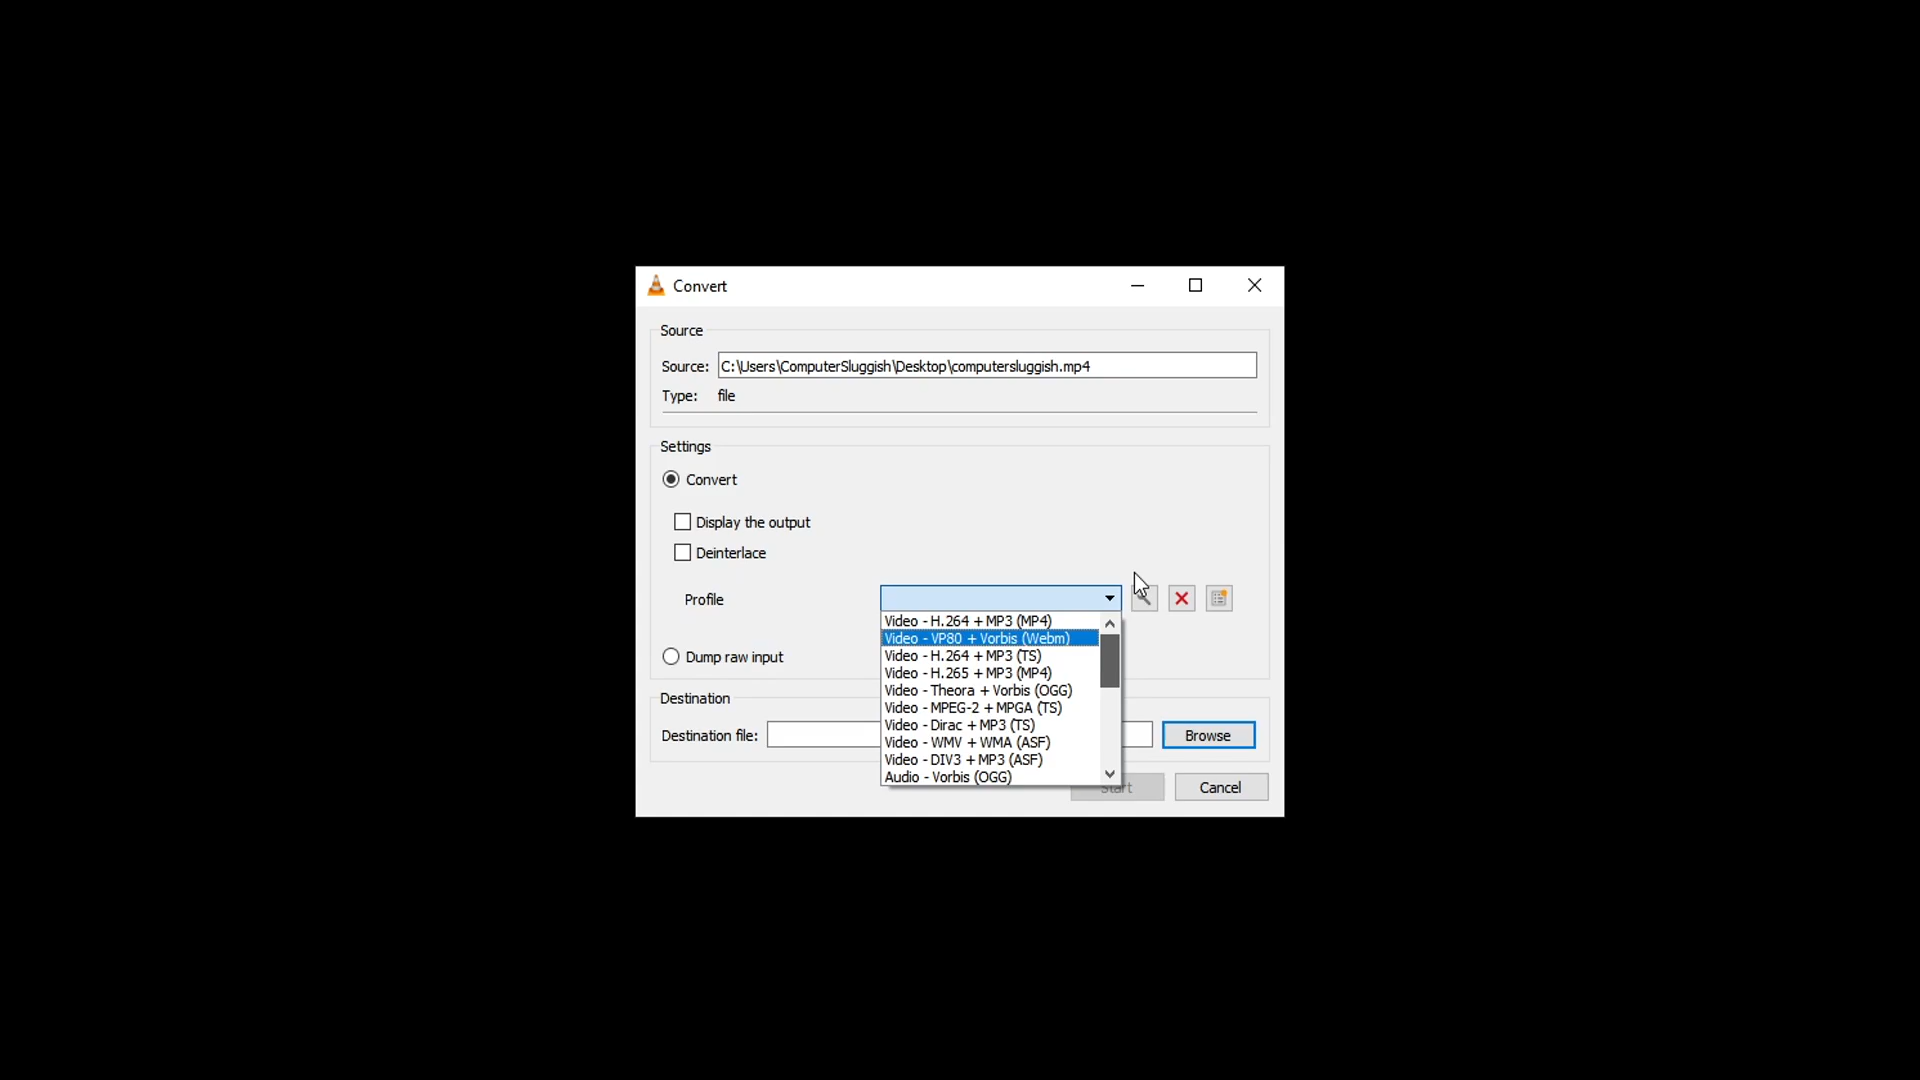 Convert
Source
Source: C:\Users\ComputerSluggish\Desktop\computersluggish.mp4
Type: file
Settings
Convert
Display the output
Deinterlace
Profile
Video - H.264 + MP3 (MP4)
Video - VP80 + Vorbis (Webm)
Video - H.264 + MP3 (TS)
Video - H.265 + MP3 (MP4)
Video - Theora + Vorbis (OGG)
Video - MPEG-2 + MPGA (TS)
Video - Dirac + MP3 (TS)
Video - WMV + WMA (ASF)
Video - DIV3 + MP3 (ASF)
Audio - Vorbis (OGG)
Dump raw input
Destination
Destination file: Browse
Start Cancel